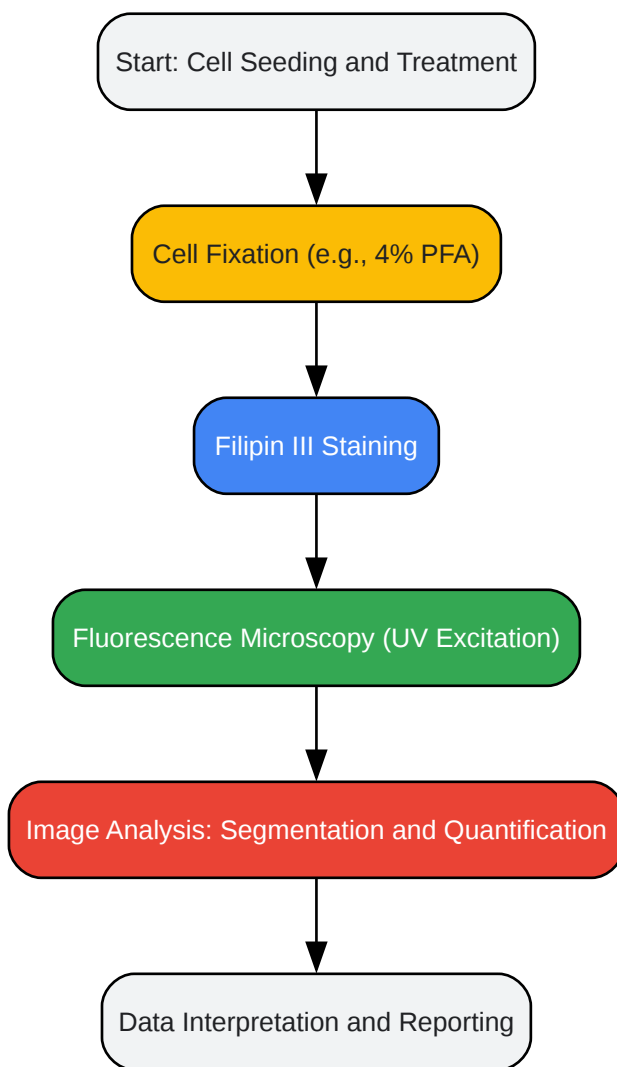 Start: Cell Seeding and Treatment
Cell Fixation (e.g., 4% PFA)
Filipin III Staining
Fluorescence Microscopy (UV Excitation)
Image Analysis: Segmentation and Quantification
Data Interpretation and Reporting